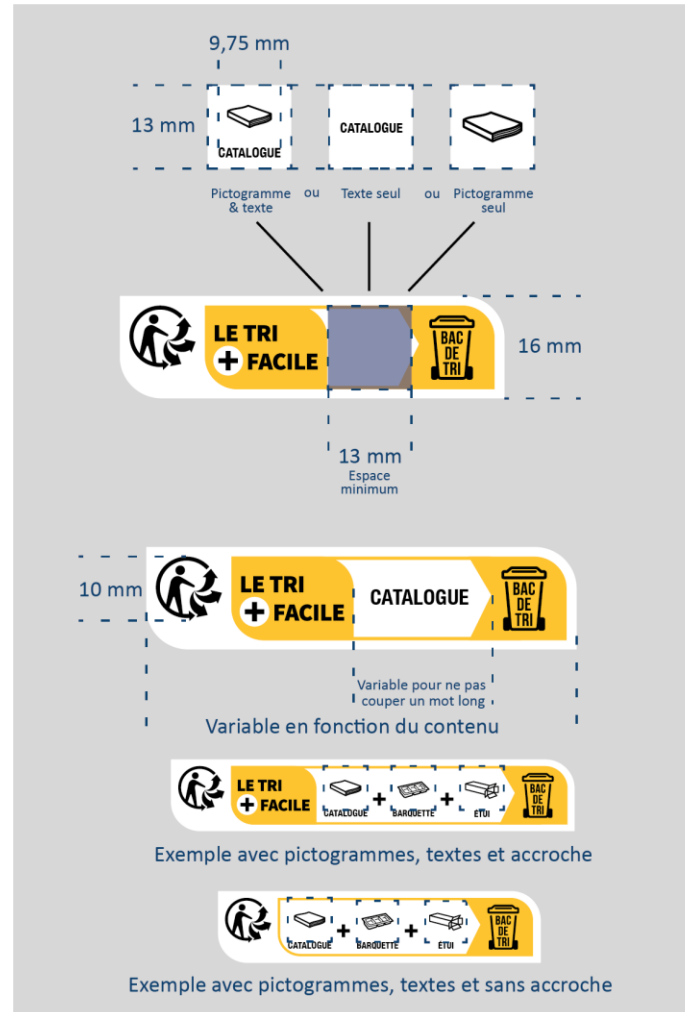 9,75 mm
13 mm
CATALOGUE
CATALOGUE
Pictogramme
& texte
ou
Texte seul
ou
Pictogramme
seul
LE TRI
+ FACILE
BAC
DE
TRI
16 mm
13 mm
Espace
minimum
10 mm
LE TRI
+ FACILE
CATALOGUE
BAC
DE
TRI
Variable pour ne pas
couper un mot long
Variable en fonction du contenu
LE TRI
+ FACILE
CATALOGUE
+
BARQUETTE
+
ÉTUI
BAC
DE
TRI
Exemple avec pictogrammes, textes et accroche
CATALOGUE
+
BARQUETTE
+
ÉTUI
BAC
DE
TRI
Exemple avec pictogrammes, textes et sans accroche